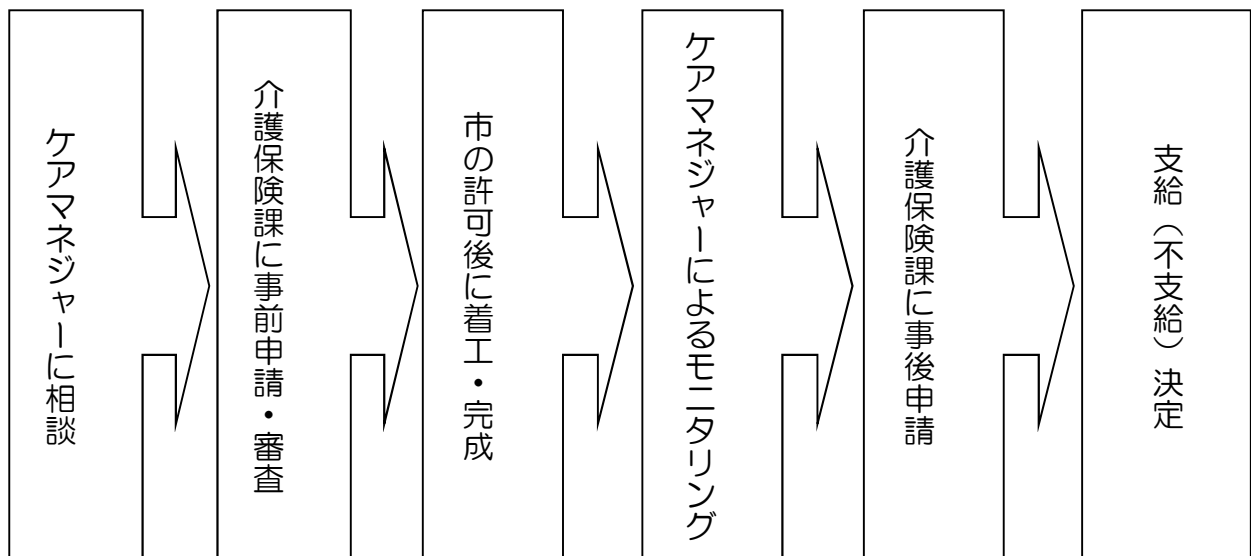 ケアマネジャーに相談
介護保険課に事前申請・審査
市の許可後に着工・完成
ケアマネジャーによるモニタリング
介護保険課に事後申請
支給（不支給）決定